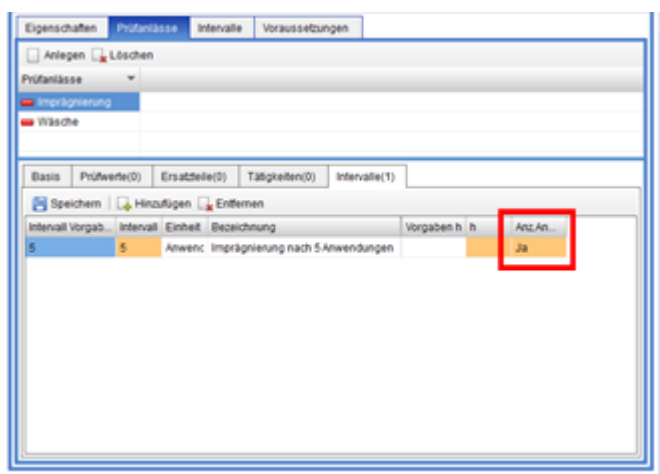 Eigenschaften Prüfanlässe Intervalle Voraussetzungen
Anlegen Löschen
Prüfanlässe
Imprägnierung
Wäsche
Basis Prüfwerte(0) Ersatzteile(0) Tätigkeiten(0) Intervalle(1)
Speichern Hinzufügen Entfernen
Intervall Vorgab... Intervall Einheit Bezeichnung Vorgaben h h Anz.An...
5 5 Anwenc Imprägnierung nach 5 Anwendungen Ja